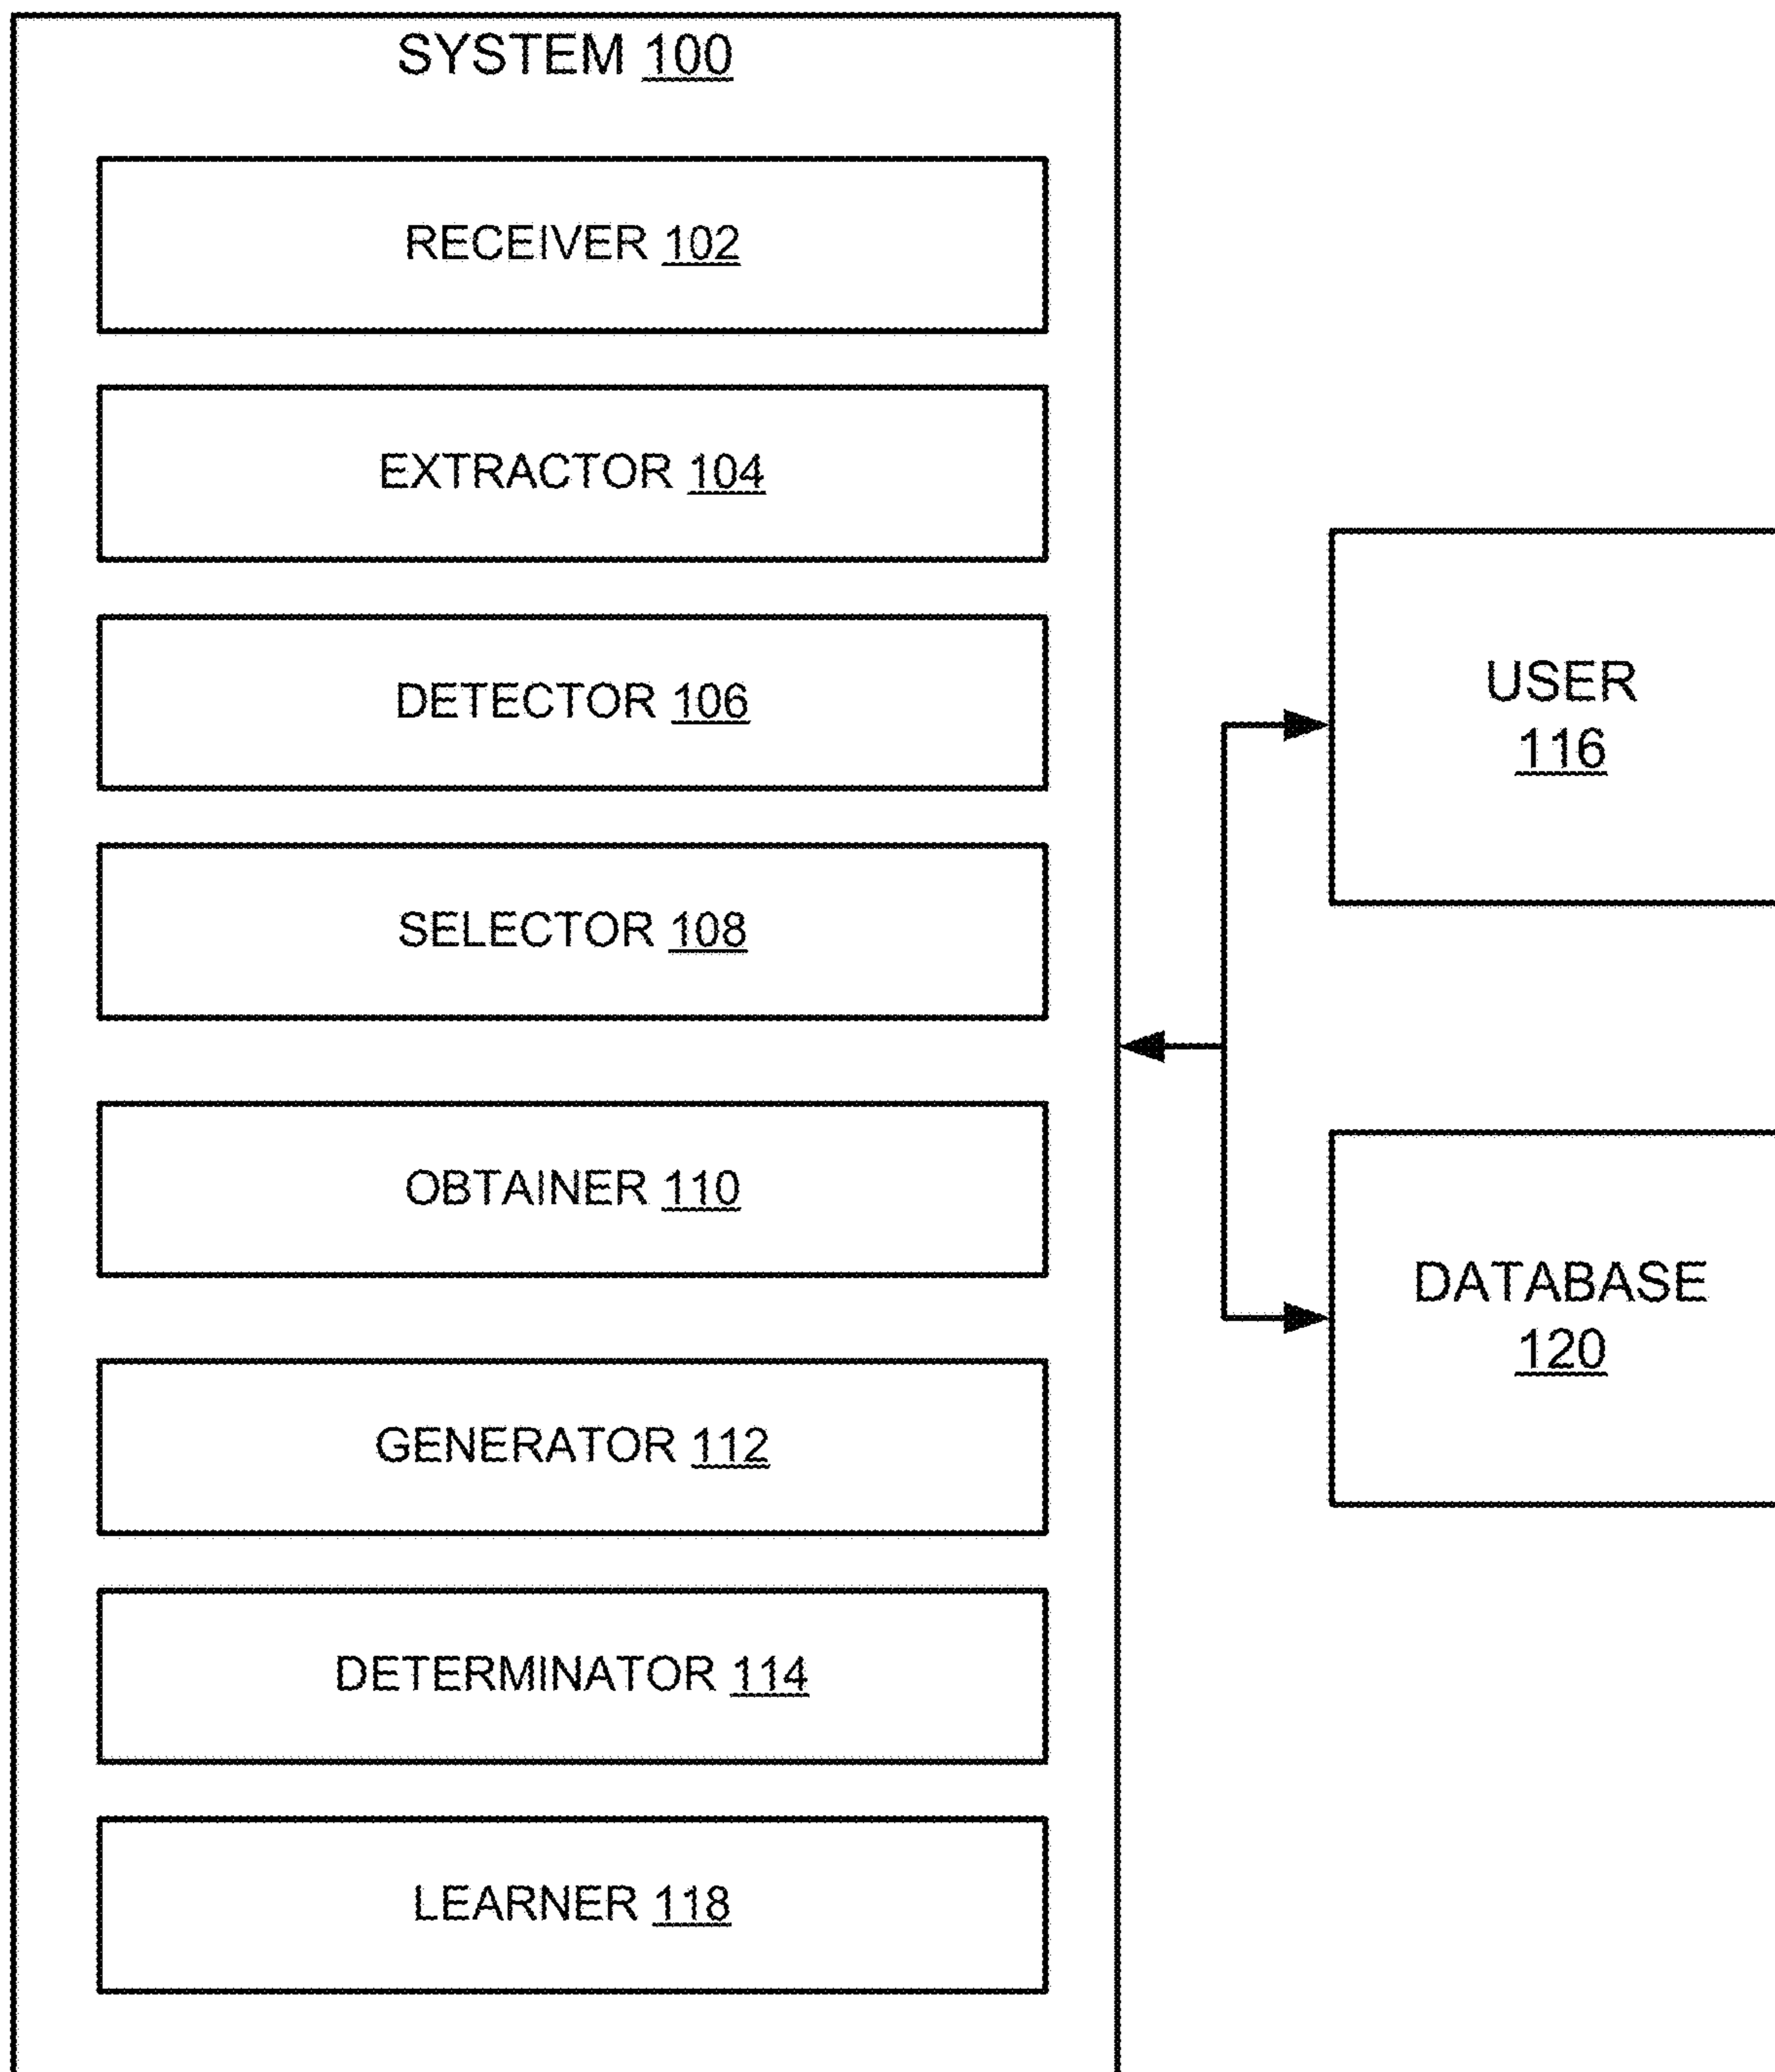 SYSTEM 100
RECEIVER 102
EXTRACTOR 104
DETECTOR 106
SELECTOR 108
OBTAINER 110
GENERATOR 112
DETERMINATOR 114
LEARNER 118
USER
116
DATABASE
120